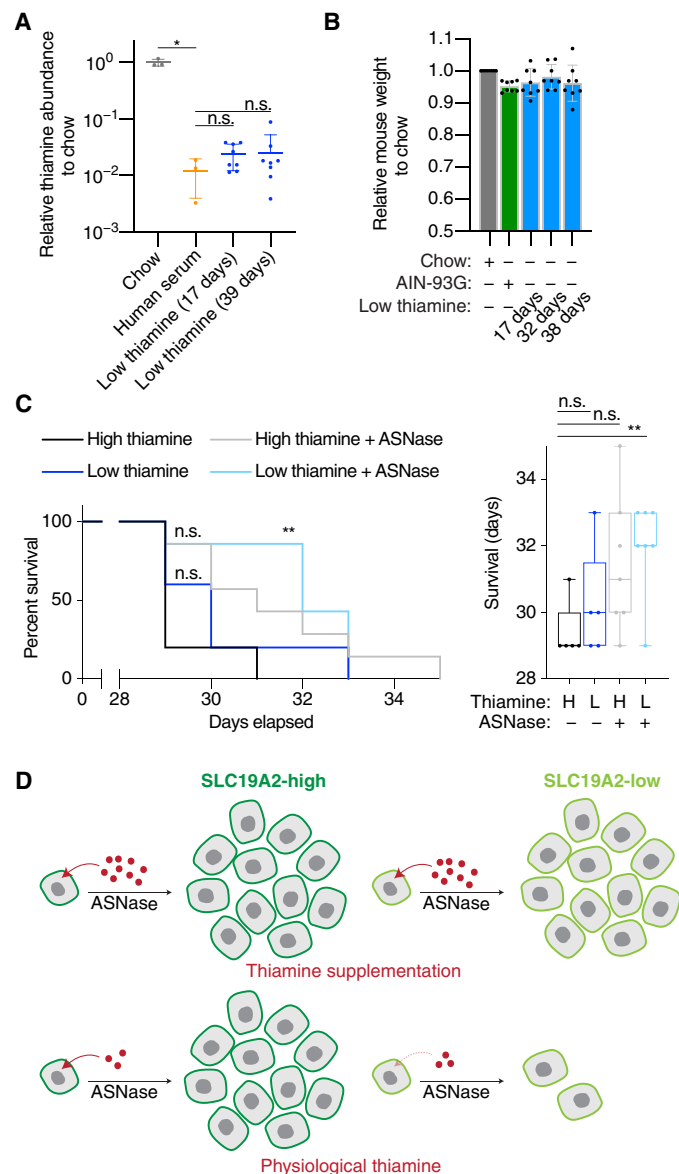 A
Relative thiamine abundance
to chow
10⁰
10⁻¹
10⁻²
10⁻³
*
n.s.
n.s.
Chow
Human serum
Low thiamine (17 days)
Low thiamine (39 days)
B
Relative mouse weight
to chow
1.1
1.0
0.9
0.8
0.7
0.6
0.5
Chow: + – – – –
AIN-93G: – + – – –
Low thiamine: – – 17 days 32 days 38 days
C
High thiamine
High thiamine + ASNase
Low thiamine
Low thiamine + ASNase
Percent survival
100
50
0
n.s.
n.s.
**
0 28 30 32 34
Days elapsed
n.s.
n.s.
**
Survival (days)
34
32
30
28
Thiamine: H L H L
ASNase: – – + +
D
SLC19A2-high
SLC19A2-low
ASNase
ASNase
Thiamine supplementation
ASNase
ASNase
Physiological thiamine